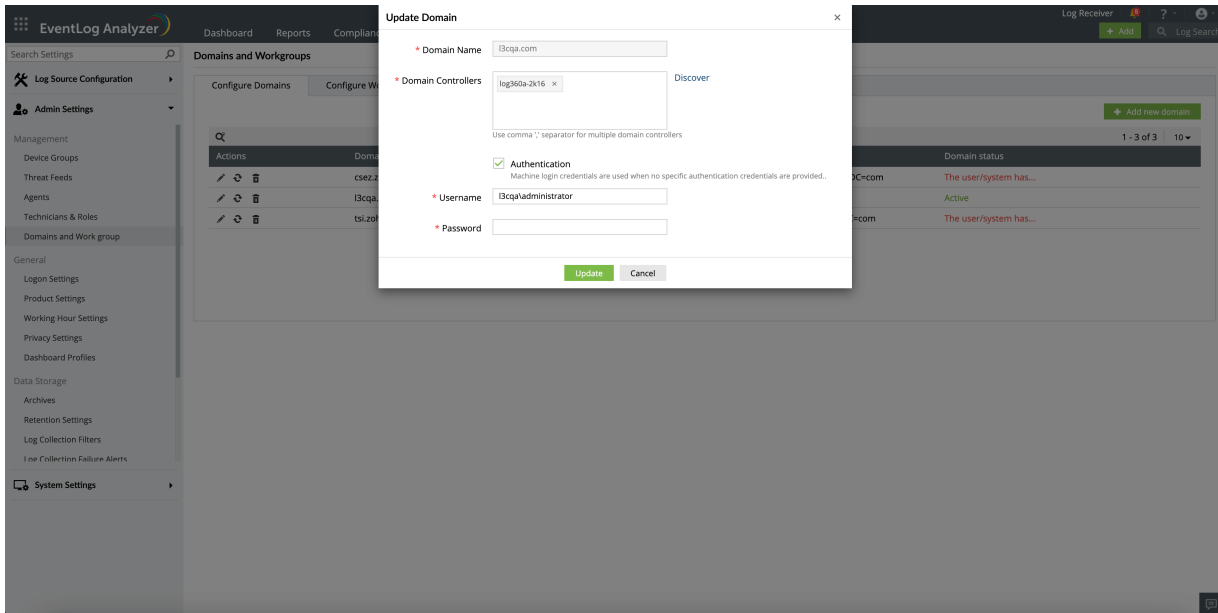 EventLog Analyzer
Dashboard
Reports
Complianc
Log Receiver
8
?
+ Add
Log Search
Search Settings
Log Source Configuration
Admin Settings
Management
Device Groups
Threat Feeds
Agents
Technicians & Roles
Domains and Work group
General
Logon Settings
Product Settings
Working Hour Settings
Privacy Settings
Dashboard Profiles
Data Storage
Archives
Retention Settings
Log Collection Filters
Log Collection Failure Alerts
System Settings
Domains and Workgroups
Configure Domains
Configure Wo
+ Add new domain
1 - 3 of 3
10
Actions
Doma
Domain status
csez.z
DC=com
The user/system has...
l3cqa.
Active
tsi.zoh
=com
The user/system has...
Update Domain
×
* Domain Name
l3cqa.com
* Domain Controllers
log360a-2k16 ×
Discover
Use comma ',' separator for multiple domain controllers
Authentication
Machine login credentials are used when no specific authentication credentials are provided..
* Username
l3cqa\administrator
* Password
Update
Cancel